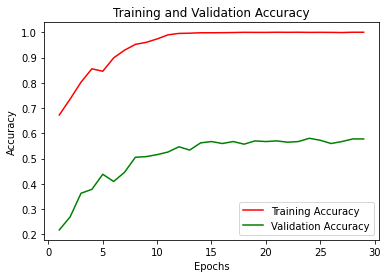 Training and Validation Accuracy
Accuracy
1.0
0.9
0.8
0.7
0.6
0.5
0.4
0.3
0.2
Training Accuracy
Validation Accuracy
0 5 10 15 20 25 30
Epochs